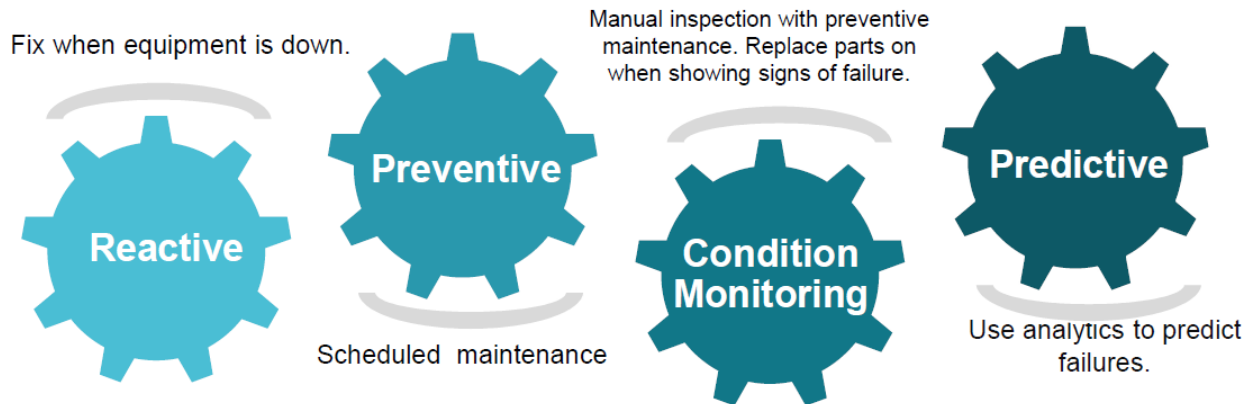 Fix when equipment is down.
Reactive
Preventive
Scheduled maintenance
Manual inspection with preventive
maintenance. Replace parts on
when showing signs of failure.
Condition
Monitoring
Predictive
Use analytics to predict
failures.